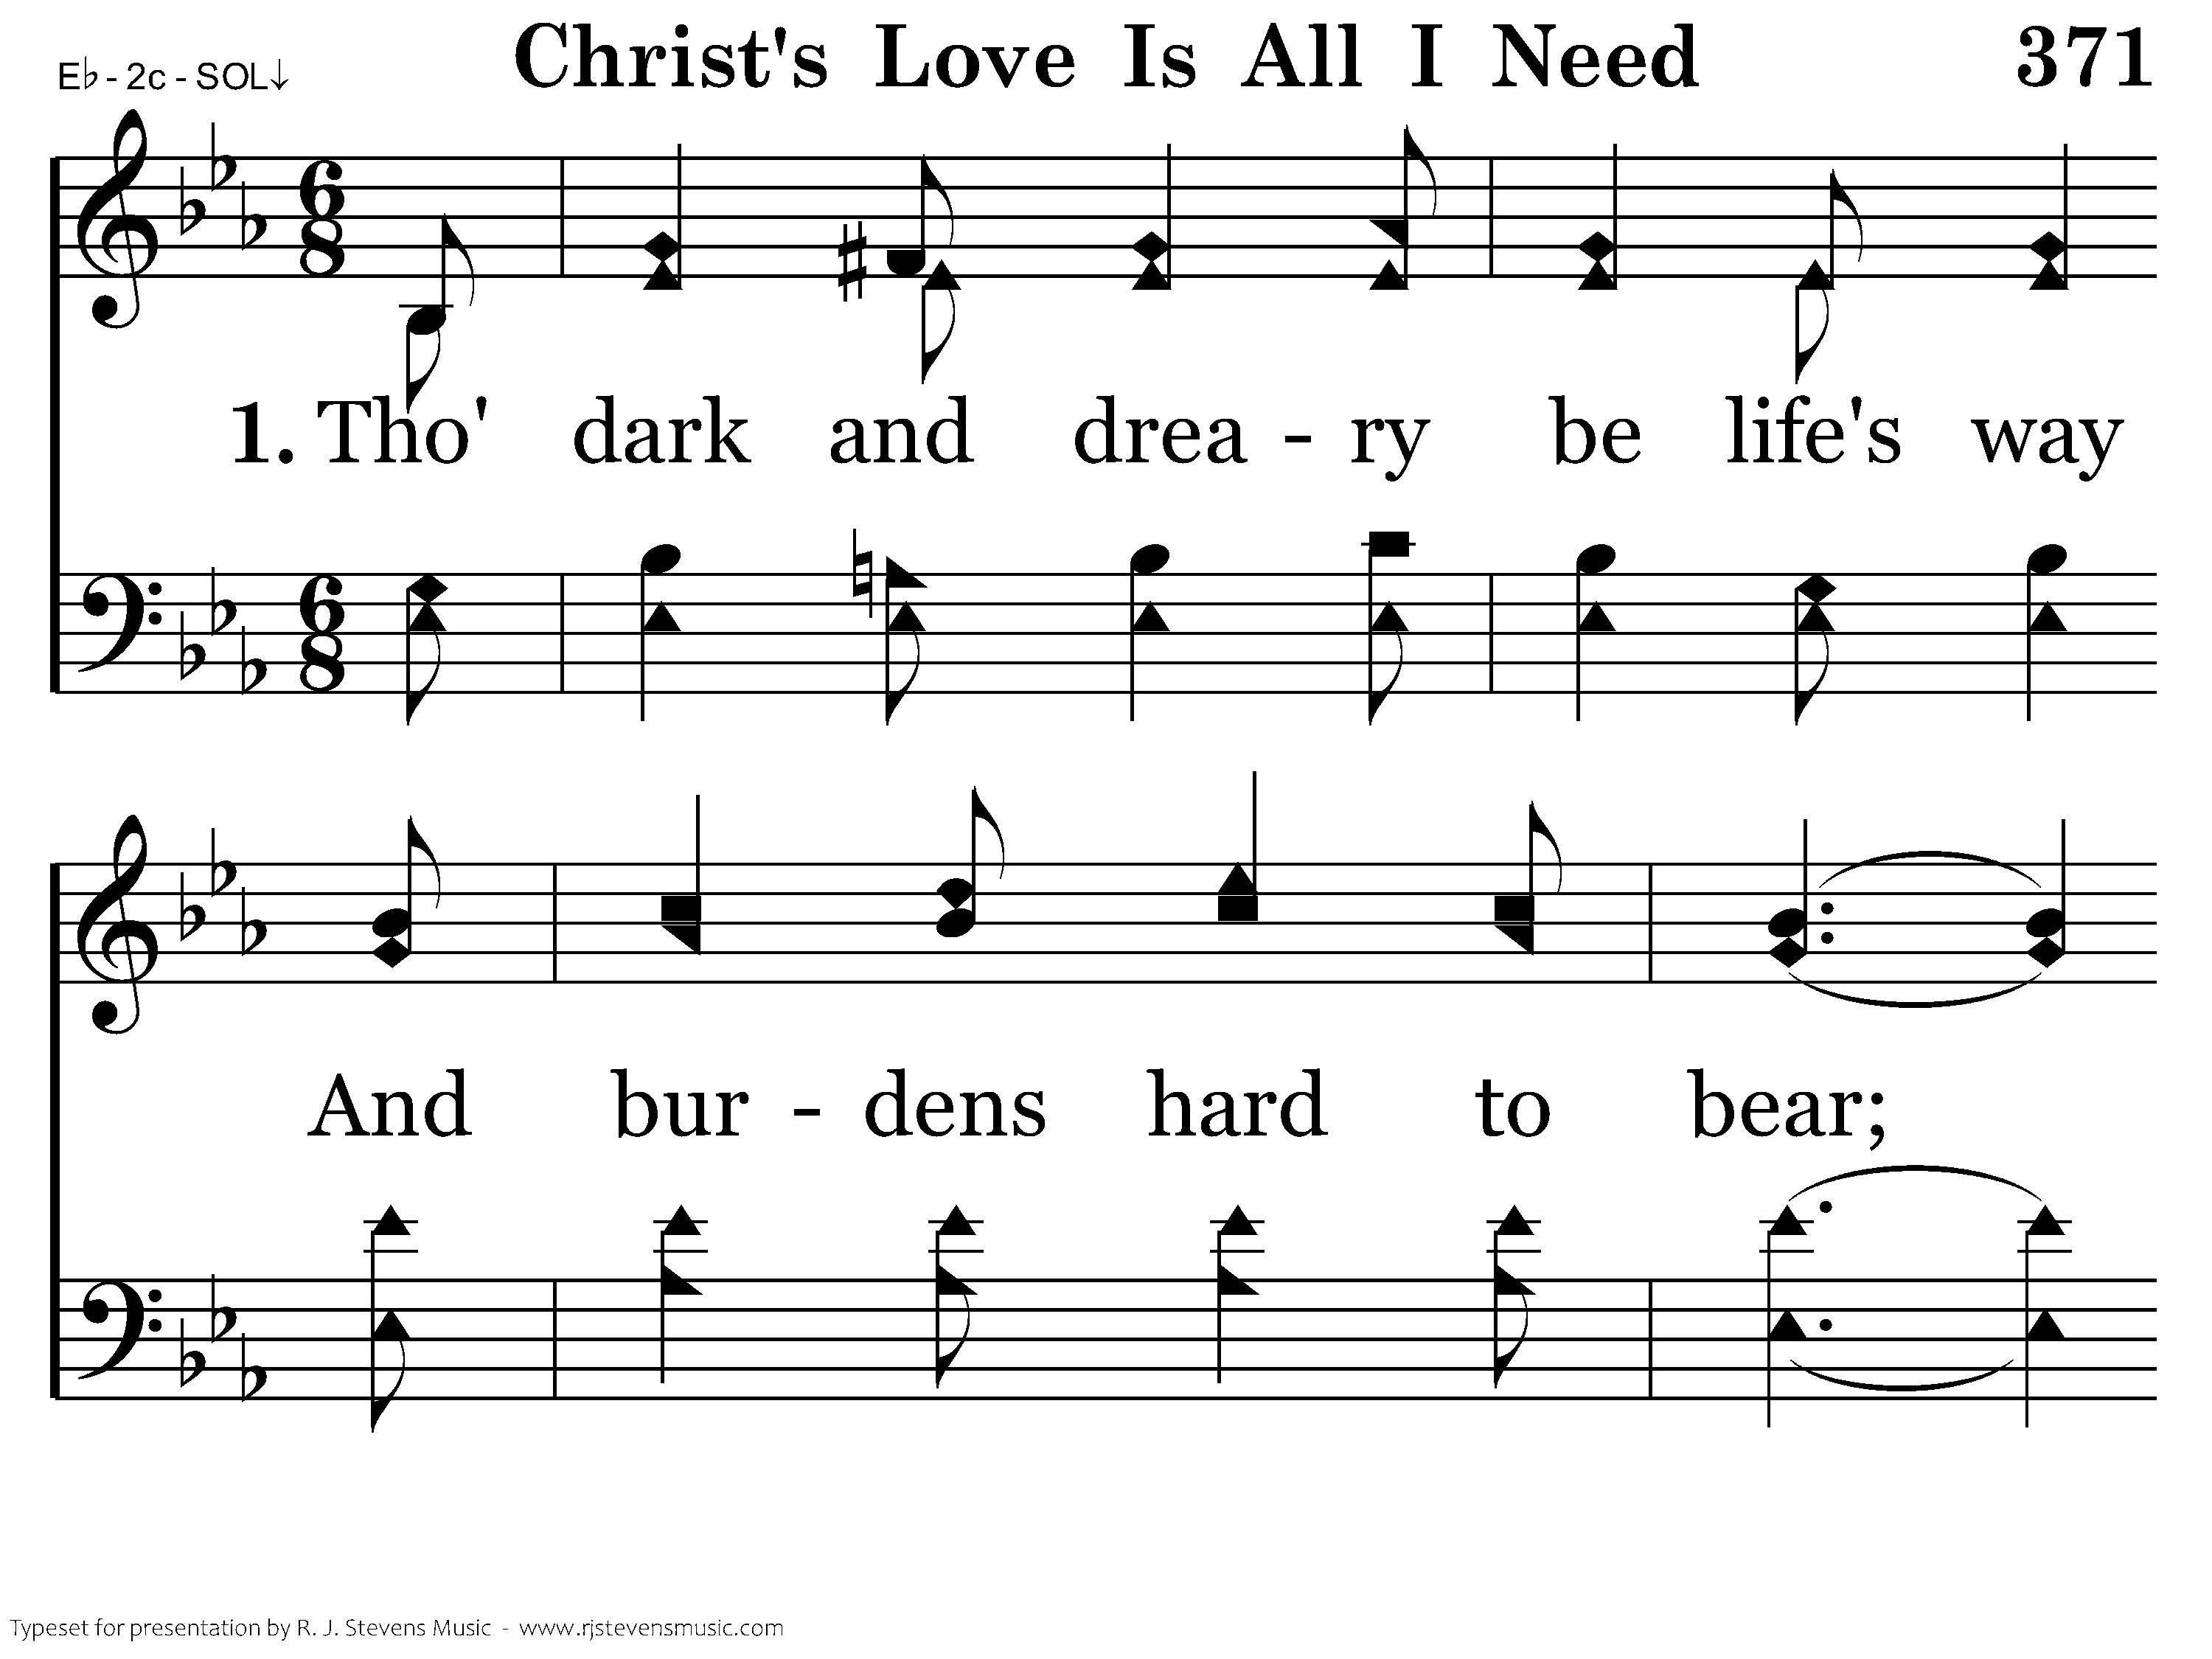 E♭ - 2c - SOL↓ Christ's Love Is All I Need 371
1. Tho' dark and drea - ry be life's way
And bur - dens hard to bear;
Typeset for presentation by R. J. Stevens Music - www.rjstevensmusic.com